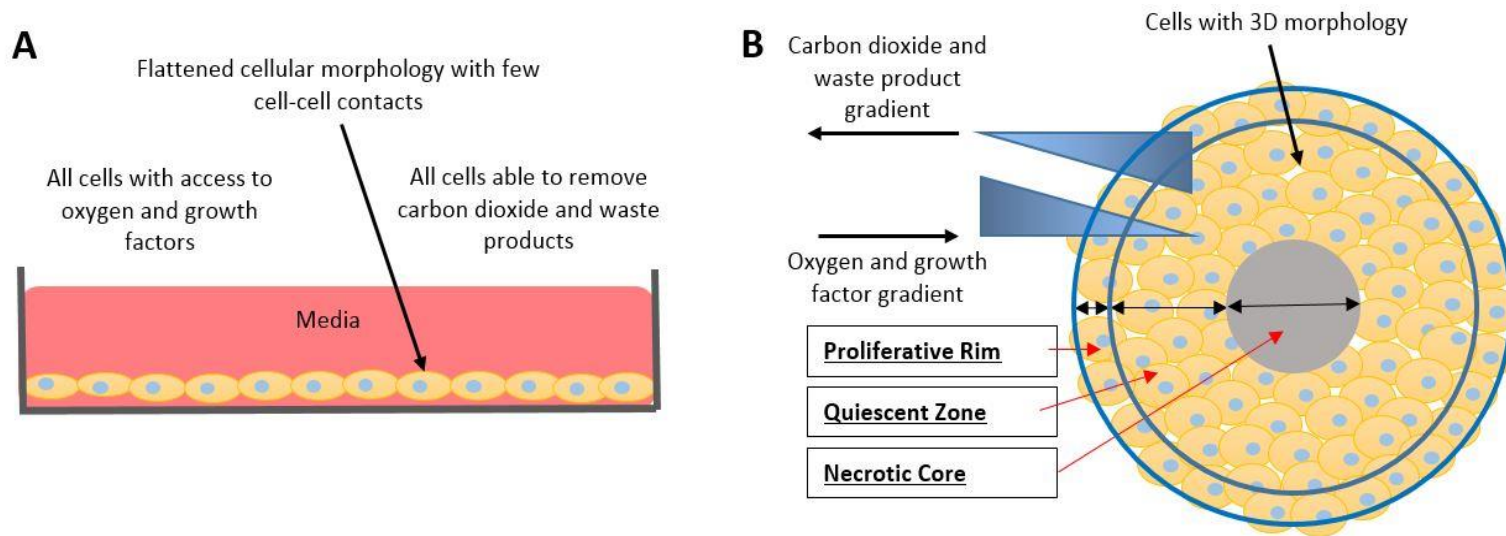 A
Flattened cellular morphology with few
cell-cell contacts
All cells with access to
oxygen and growth
factors
All cells able to remove
carbon dioxide and waste
products
Media
B
Cells with 3D morphology
Carbon dioxide and
waste product
gradient
Oxygen and growth
factor gradient
Proliferative Rim
Quiescent Zone
Necrotic Core